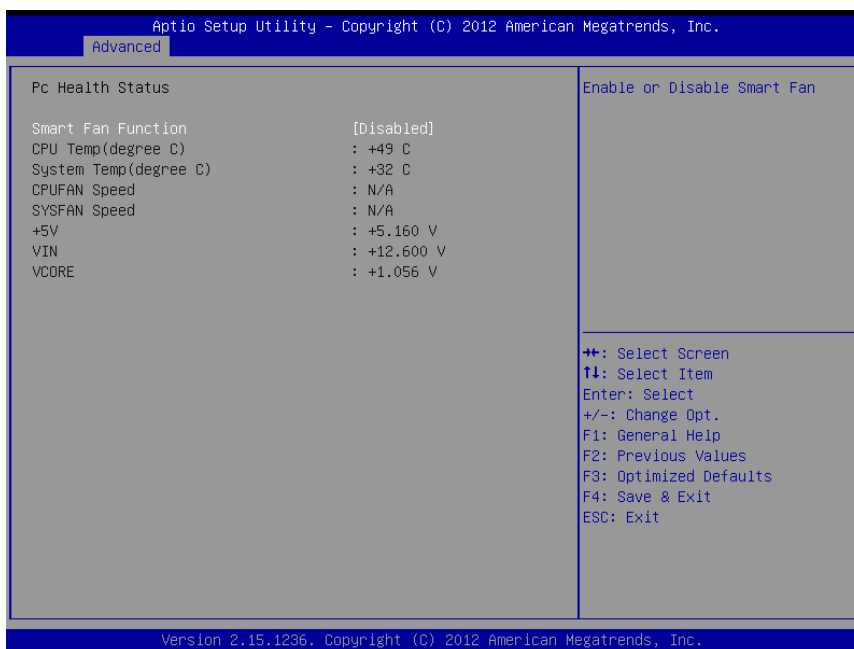 Aptio Setup Utility – Copyright (C) 2012 American Megatrends, Inc.
Advanced
Pc Health Status
Smart Fan Function [Disabled]
CPU Temp(degree C) : +49 C
System Temp(degree C) : +32 C
CPUFAN Speed : N/A
SYSFAN Speed : N/A
+5V : +5.160 V
VIN : +12.600 V
VCORE : +1.056 V
Enable or Disable Smart Fan
→←: Select Screen
↑↓: Select Item
Enter: Select
+/-: Change Opt.
F1: General Help
F2: Previous Values
F3: Optimized Defaults
F4: Save & Exit
ESC: Exit
Version 2.15.1236. Copyright (C) 2012 American Megatrends, Inc.